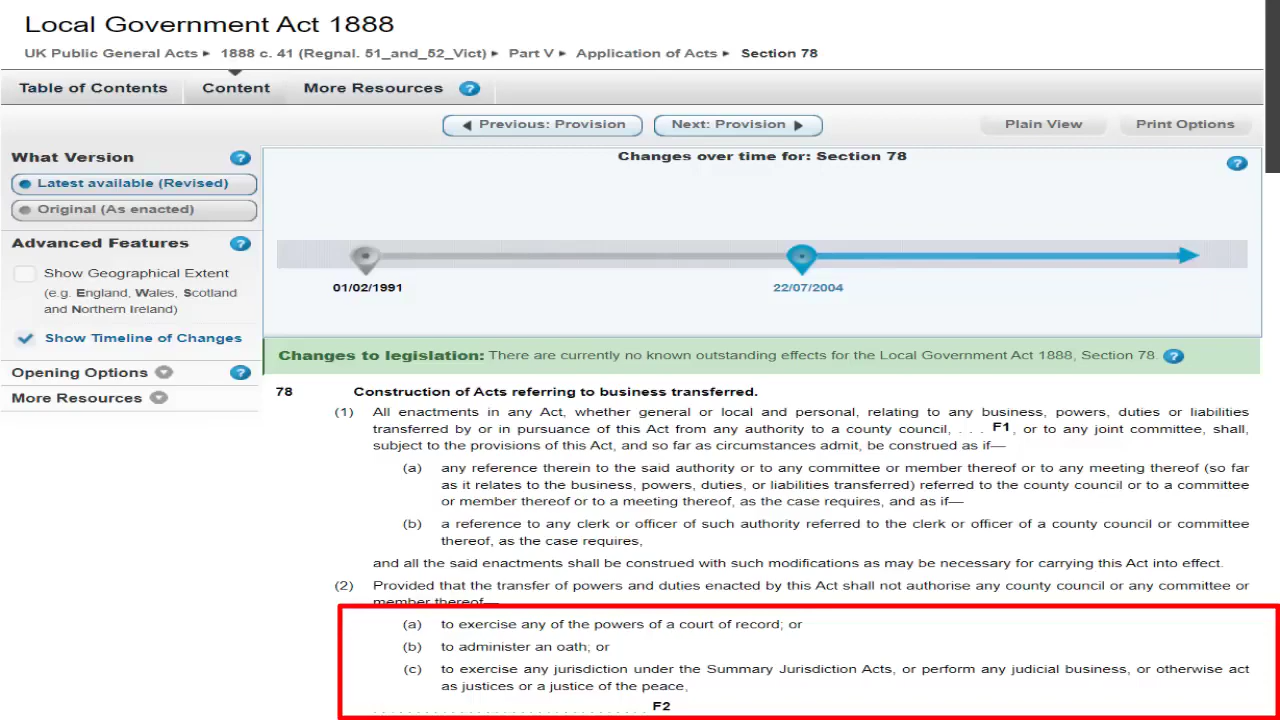 Local Government Act 1888
UK Public General Acts ▶ 1888 c. 41 (Regnal. 51_and_52_Vict) ▶ Part V ▶ Application of Acts ▶ Section 78
Table of Contents Content More Resources ?
◀ Previous: Provision Next: Provision ▶ Plain View Print Options
What Version ?
Latest available (Revised)
Original (As enacted)
Advanced Features ?
Show Geographical Extent
(e.g. England, Wales, Scotland
and Northern Ireland)
Show Timeline of Changes
Opening Options ?
More Resources
Changes over time for: Section 78 ?
01/02/1991 22/07/2004
Changes to legislation: There are currently no known outstanding effects for the Local Government Act 1888, Section 78. ?
78 Construction of Acts referring to business transferred.
(1) All enactments in any Act, whether general or local and personal, relating to any business, powers, duties or liabilities
transferred by or in pursuance of this Act from any authority to a county council, . . . F1, or to any joint committee, shall,
subject to the provisions of this Act, and so far as circumstances admit, be construed as if—
(a) any reference therein to the said authority or to any committee or member thereof or to any meeting thereof (so far
as it relates to the business, powers, duties, or liabilities transferred) referred to the county council or to a committee
or member thereof or to a meeting thereof, as the case requires, and as if—
(b) a reference to any clerk or officer of such authority referred to the clerk or officer of a county council or committee
thereof, as the case requires,
and all the said enactments shall be construed with such modifications as may be necessary for carrying this Act into effect.
(2) Provided that the transfer of powers and duties enacted by this Act shall not authorise any county council or any committee or
member thereof—
(a) to exercise any of the powers of a court of record; or
(b) to administer an oath; or
(c) to exercise any jurisdiction under the Summary Jurisdiction Acts, or perform any judicial business, or otherwise act
as justices or a justice of the peace,
. . . . . . . . . . . . . . . . . . . . . . . . . . . . . . . . F2